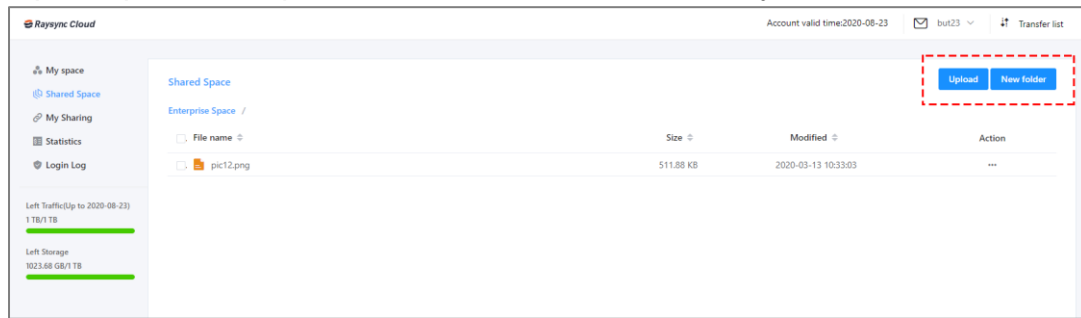 Raysync Cloud
Account valid time:2020-08-23
but23
Transfer list
My space
Shared Space
My Sharing
Statistics
Login Log
Left Traffic(Up to 2020-08-23)
1 TB/1 TB
Left Storage
1023.68 GB/1 TB
Shared Space
Upload
New folder
Enterprise Space /
File name
Size
Modified
Action
pic12.png
511.88 KB
2020-03-13 10:33:03
...